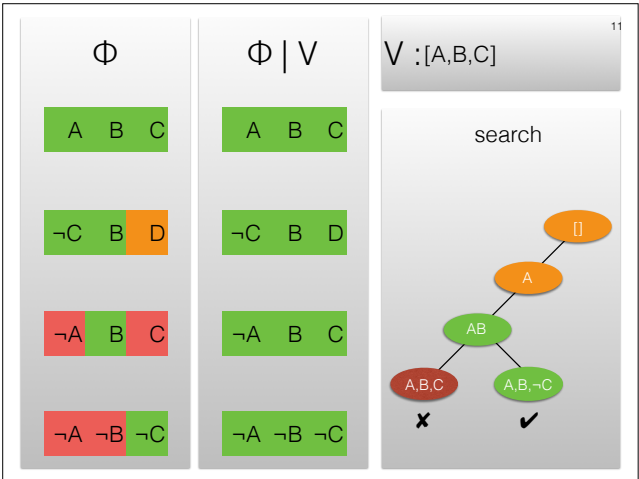 11
Φ
Φ | V
V : [A,B,C]
A B C
A B C
search
¬C B D
¬C B D
[]
A
¬A B C
¬A B C
AB
A,B,C
A,B,¬C
✘
✔
¬A ¬B ¬C
¬A ¬B ¬C